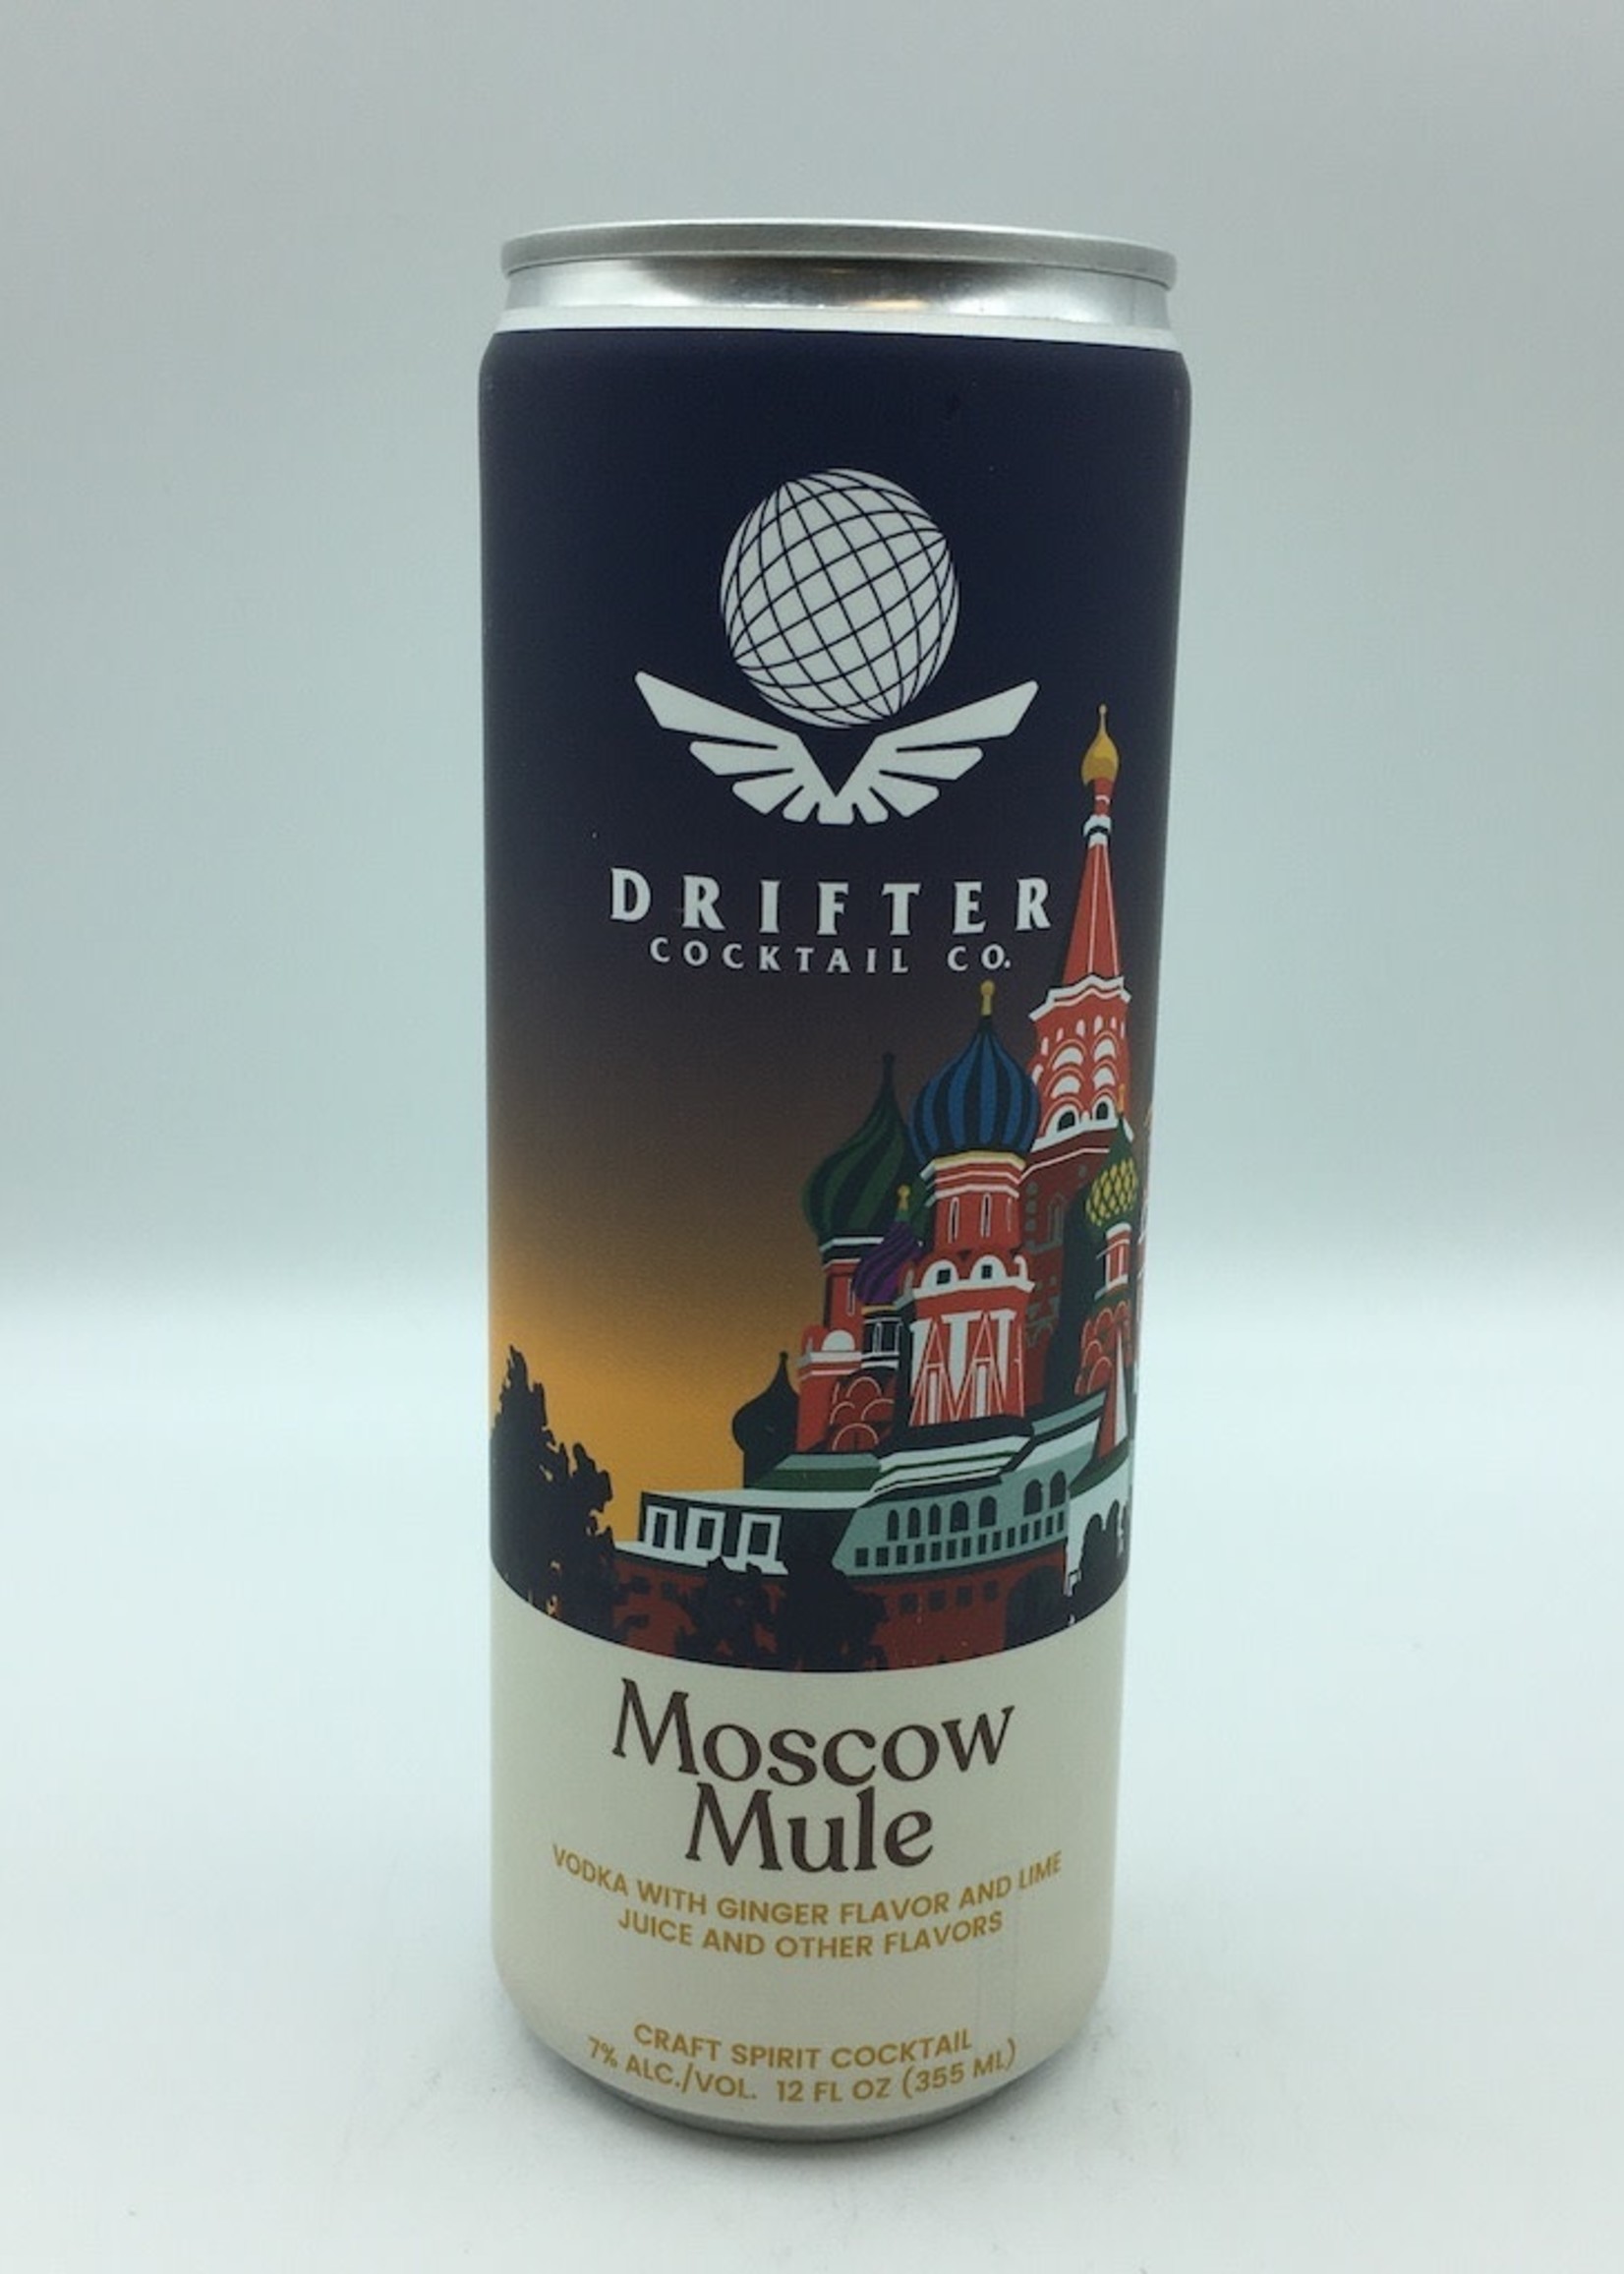 DRIFTER
COCKTAIL CO.
Moscow
Mule
VODKA WITH GINGER FLAVOR AND LIME
JUICE AND OTHER FLAVORS
CRAFT SPIRIT COCKTAIL
7% ALC./VOL. 12 FL OZ (355 ML)